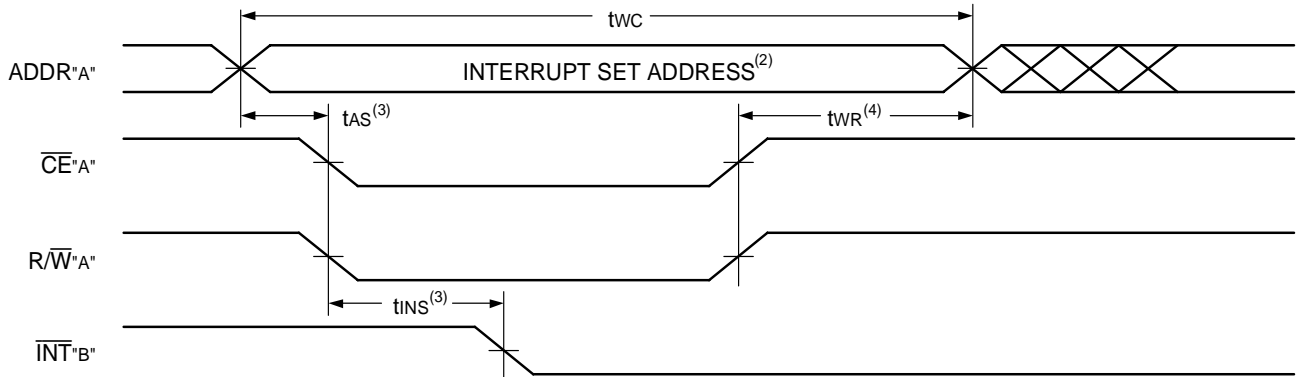 tWC
ADDR"A"
INTERRUPT SET ADDRESS(2)
tAS(3)
tWR(4)
CE"A"
R/W"A"
tINS(3)
INT"B"